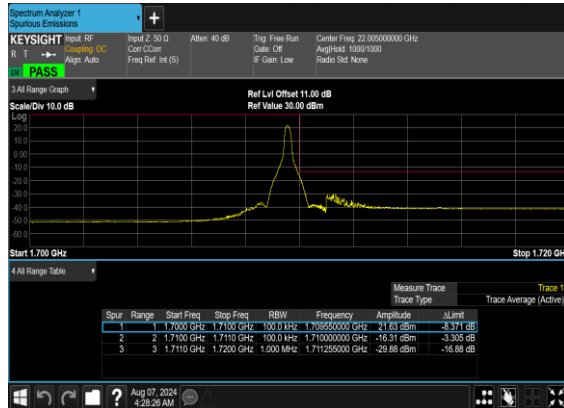 Spectrum Analyzer 1
Spurious Emissions
+
KEYSIGHT Input: RF Input Z: 50 Ω Atten: 40 dB Trig: Free Run Center Freq: 22.005000000 GHz
R T Coupling: DC Corr CCorr Gate: Off Avg|Hold: 1000/1000
Align: Auto Freq Ref: Int (S) IF Gain: Low Radio Std: None
PASS
3 All Range Graph
Ref Lvl Offset 11.00 dB
Scale/Div 10.0 dB Ref Value 30.00 dBm
Log
20.0
10.0
0.00
-10.0
-20.0
-30.0
-40.0
-50.0
-60.0
Start 1.700 GHz Stop 1.720 GH
4 All Range Table
Measure Trace Trace 1
Trace Type Trace Average (Active)
Spur Range Start Freq Stop Freq RBW Frequency Amplitude ΔLimit
1 1 1.7000 GHz 1.7100 GHz 100.0 kHz 1.709550000 GHz 21.63 dBm -8.371 dB
2 2 1.7100 GHz 1.7110 GHz 100.0 kHz 1.710000000 GHz -16.31 dBm -3.305 dB
3 3 1.7110 GHz 1.7200 GHz 1.000 MHz 1.711255000 GHz -29.88 dBm -16.88 dB
? Aug 07, 2024
4:28:26 AM